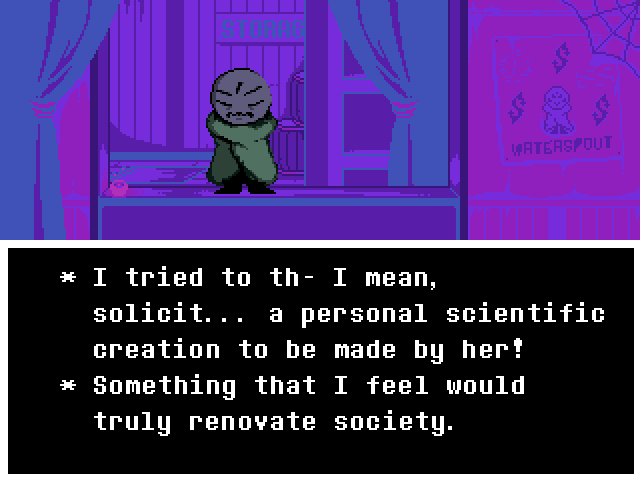 STORAG
WATERSPOUT
* I tried to th- I mean,
solicit... a personal scientific
creation to be made by her!
* Something that I feel would
truly renovate society.